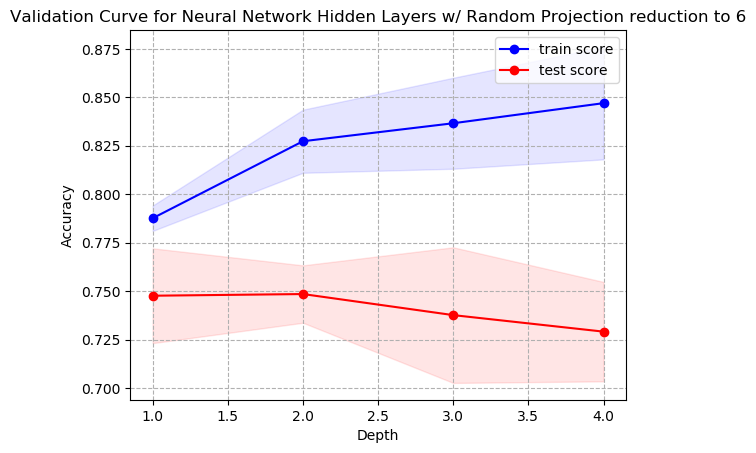 Validation Curve for Neural Network Hidden Layers w/ Random Projection reduction to 6
train score
test score
0.875
0.850
0.825
0.800
0.775
0.750
0.725
0.700
Accuracy
1.0 1.5 2.0 2.5 3.0 3.5 4.0
Depth